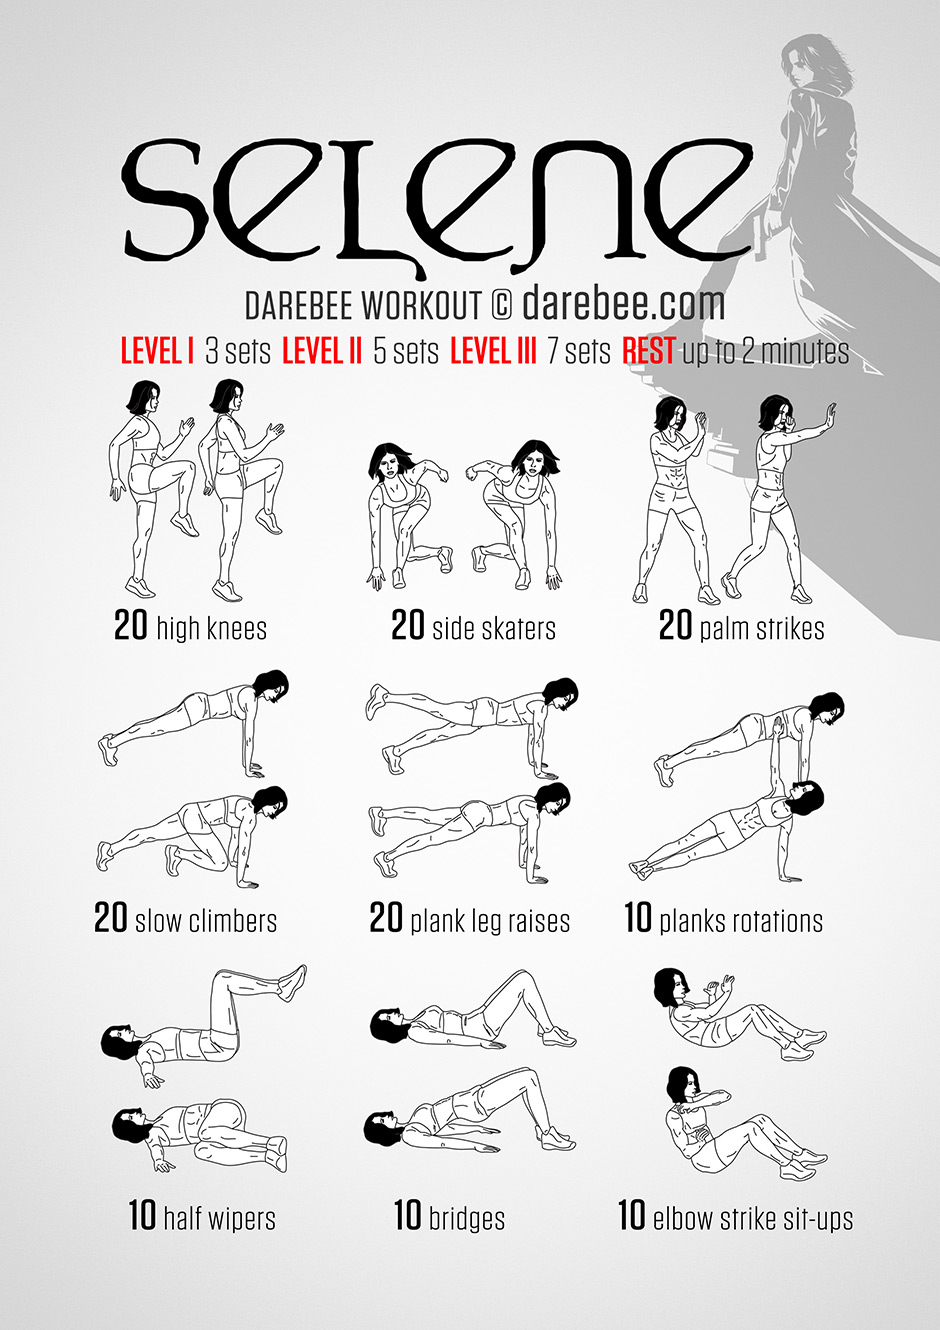 SELENE
DAREBEE WORKOUT © darebee.com
LEVEL I 3 sets LEVEL II 5 sets LEVEL III 7 sets REST up to 2 minutes
20 high knees
20 side skaters
20 palm strikes
20 slow climbers
20 plank leg raises
10 planks rotations
10 half wipers
10 bridges
10 elbow strike sit-ups